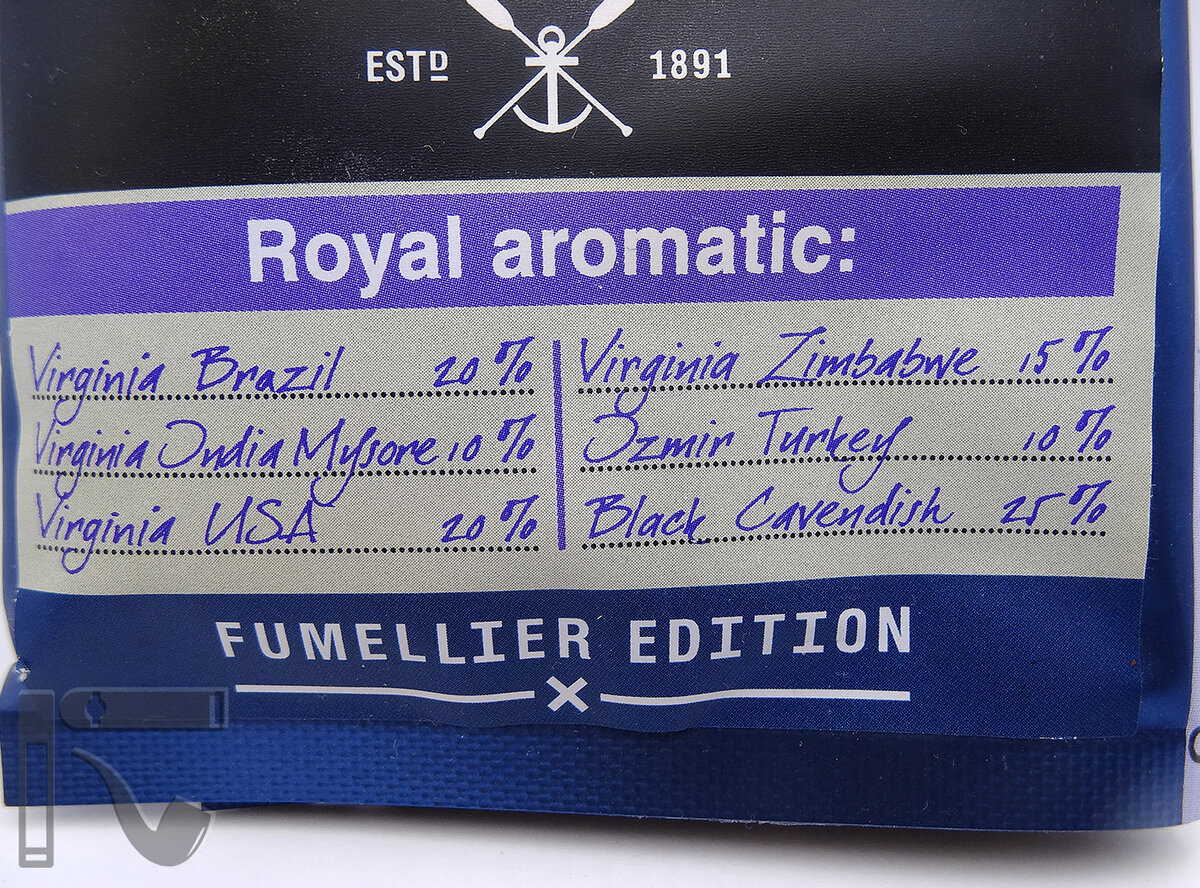 ESTD 1891
Royal aromatic:
Virginia Brazil 20%
Virginia India Mysore 10%
Virginia USA 20%
Virginia Zimbabwe 15%
Izmir Turkey 10%
Black Cavendish 25%
FUMELLIER EDITION